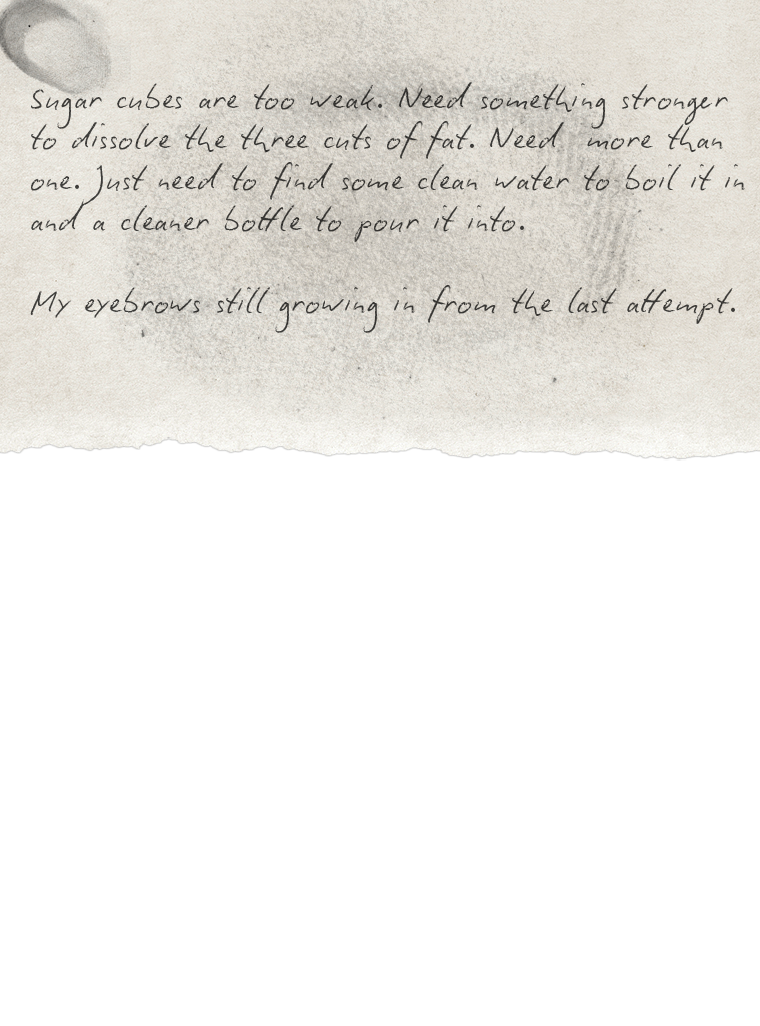 Sugar cubes are too weak. Need something stronger
to dissolve the three cuts of fat. Need more than
one. Just need to find some clean water to boil it in
and a cleaner bottle to pour it into.
My eyebrows still growing in from the last attempt.